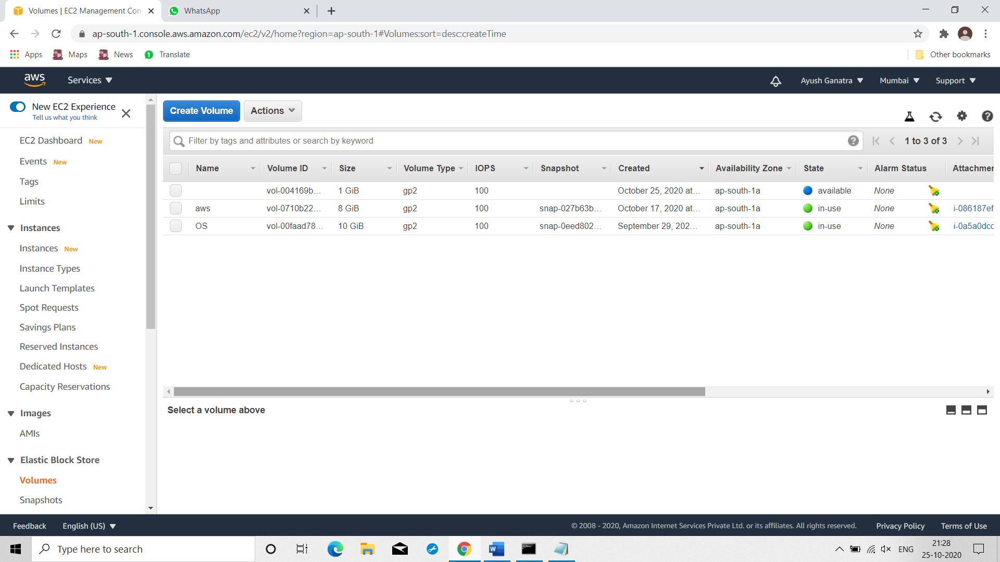 Volumes | EC2 Management Con
WhatsApp
ap-south-1.console.aws.amazon.com/ec2/v2/home?region=ap-south-1#Volumes:sort=desc:createTime
Apps Maps News 1 Translate Other bookmarks
aws Services Ayush Ganatra Mumbai Support
New EC2 Experience
Tell us what you think
EC2 Dashboard New
Events New
Tags
Limits
Instances
Instances New
Instance Types
Launch Templates
Spot Requests
Savings Plans
Reserved Instances
Dedicated Hosts New
Capacity Reservations
Images
AMIs
Elastic Block Store
Volumes
Snapshots
Create Volume Actions
Filter by tags and attributes or search by keyword 1 to 3 of 3
Name Volume ID Size Volume Type IOPS Snapshot Created Availability Zone State Alarm Status Attachmen
vol-004169b... 1 GiB gp2 100 October 25, 2020 at... ap-south-1a available None
aws vol-0710b22... 8 GiB gp2 100 snap-027b63b... October 17, 2020 at... ap-south-1a in-use None i-086187ef
OS vol-00faad78... 10 GiB gp2 100 snap-0eed802... September 29, 202... ap-south-1a in-use None i-0a5a0dcc
Select a volume above
Feedback English (US) © 2008 - 2020, Amazon Internet Services Private Ltd. or its affiliates. All rights reserved. Privacy Policy Terms of Use
Type here to search
ENG
21:28
25-10-2020